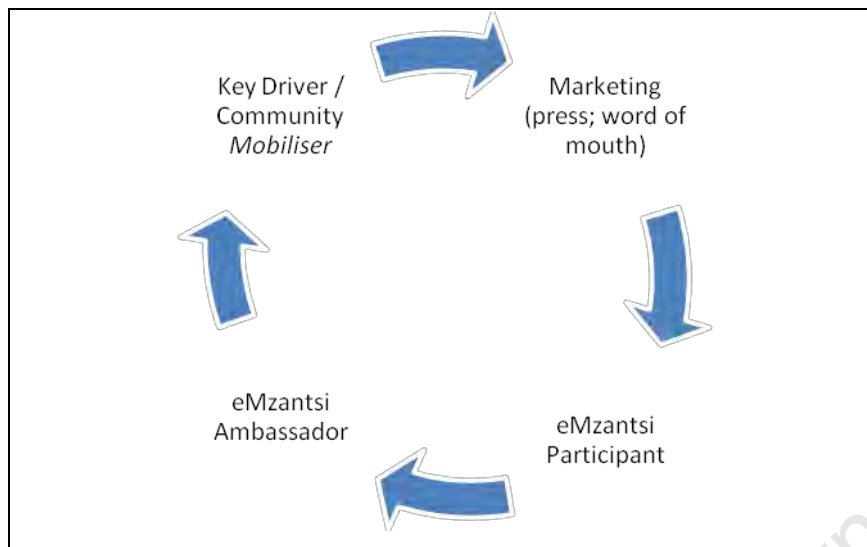 Key Driver /
Community
Mobiliser
Marketing
(press; word of
mouth)
eMzantsi
Participant
eMzantsi
Ambassador